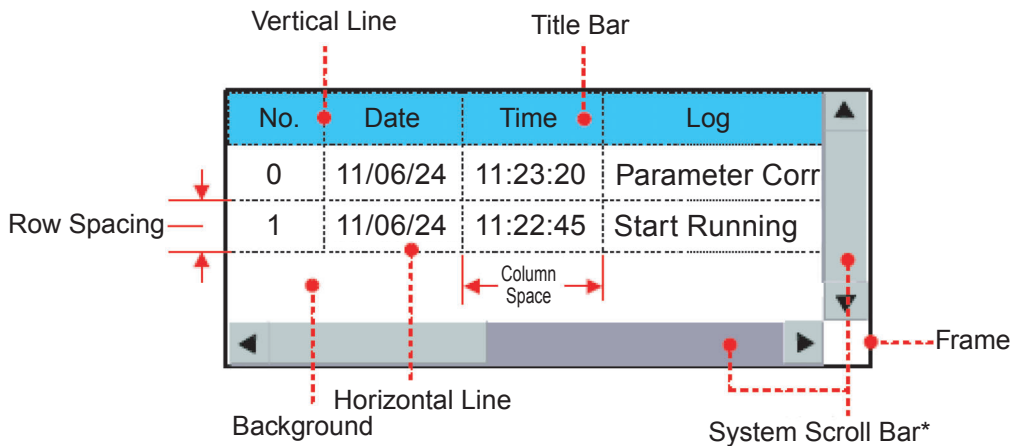 Vertical Line
Title Bar
No. Date Time Log
0 11/06/24 11:23:20 Parameter Corr
Row Spacing
1 11/06/24 11:22:45 Start Running
Column
Space
Frame
Horizontal Line
Background
System Scroll Bar*